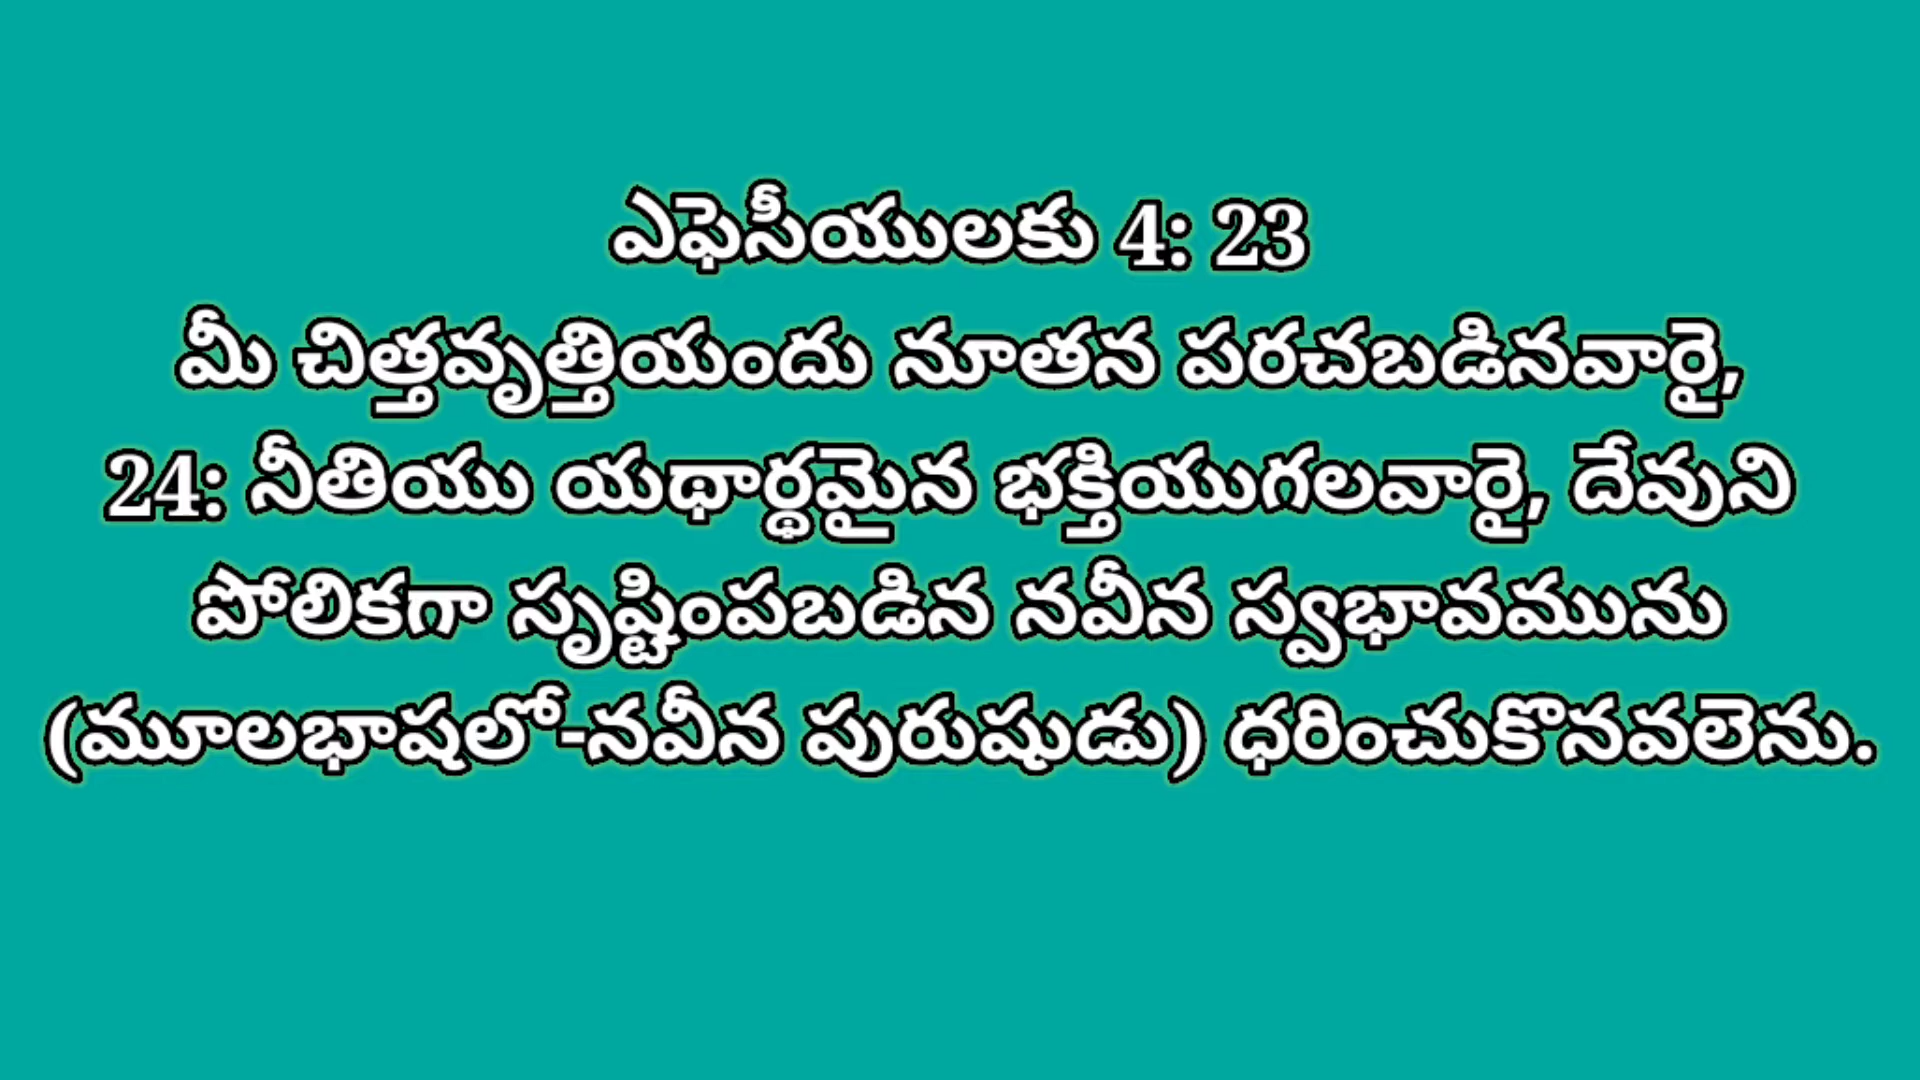 ఎఫెసీయులకు 4: 23
మీ చిత్తవృత్తియందు నూతన పరచబడినవారై,
24: నీతియు యథార్థమైన భక్తియుగలవారై, దేవుని
పోలికగా సృష్టింపబడిన నవీన స్వభావమును
(మూలభాషలో-నవీన పురుషుడు) ధరించుకొనవలెను.